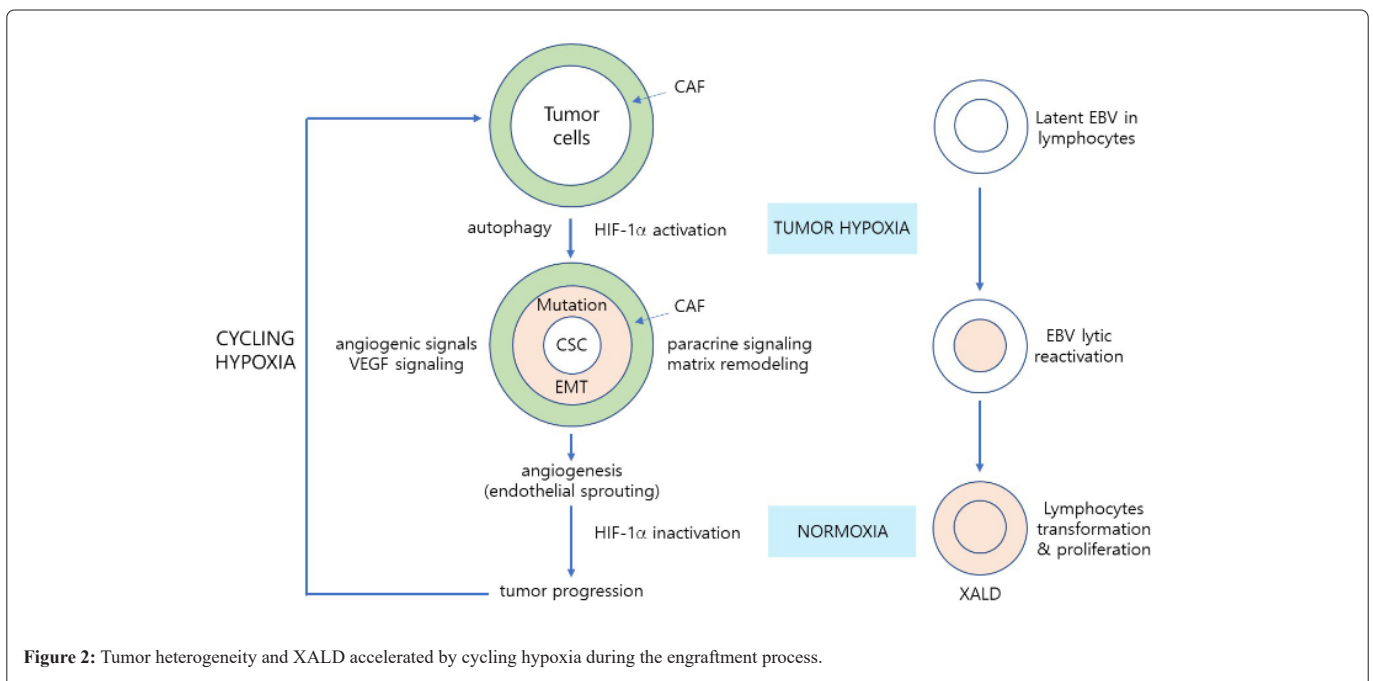 CAF
Tumor
cells
Latent EBV in
lymphocytes
autophagy
HIF-1α activation
TUMOR HYPOXIA
CYCLING
HYPOXIA
angiogenic signals
VEGF signaling
Mutation
CSC
EMT
CAF
paracrine signaling
matrix remodeling
EBV lytic
reactivation
angiogenesis
(endothelial sprouting)
HIF-1α inactivation
NORMOXIA
Lymphocytes
transformation
& proliferation
tumor progression
XALD
Figure 2: Tumor heterogeneity and XALD accelerated by cycling hypoxia during the engraftment process.